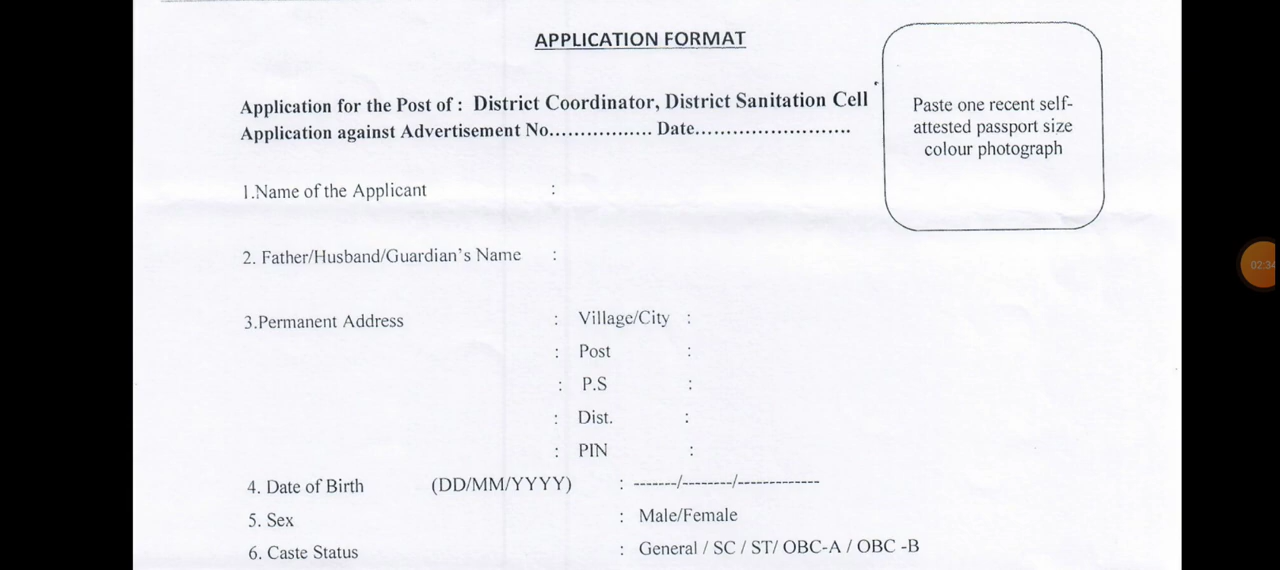 APPLICATION FORMAT
Application for the Post of : District Coordinator, District Sanitation Cell
Application against Advertisement No................. Date.........................
Paste one recent self-
attested passport size
colour photograph
1.Name of the Applicant :
2. Father/Husband/Guardian's Name :
3.Permanent Address : Village/City :
: Post :
: P.S :
: Dist. :
: PIN :
4. Date of Birth (DD/MM/YYYY) : -------/--------/-------------
5. Sex : Male/Female
6. Caste Status : General / SC / ST/ OBC-A / OBC -B